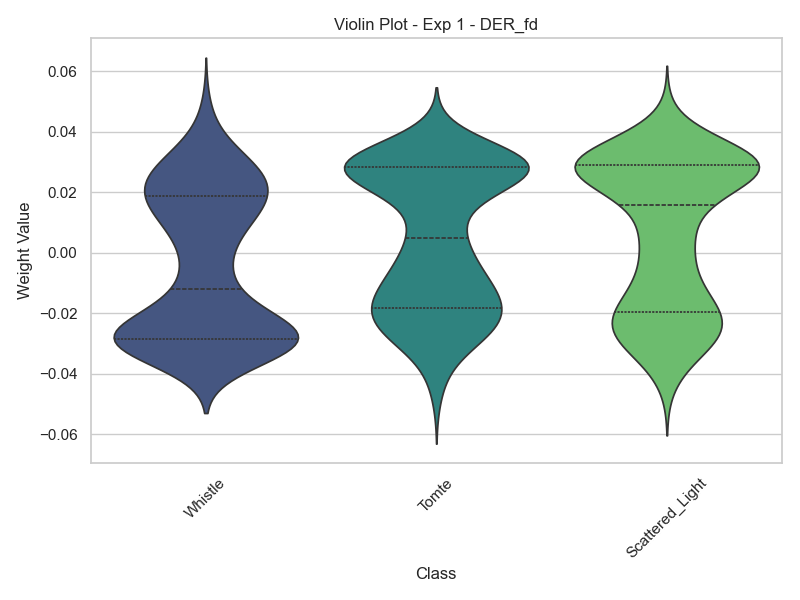 Violin Plot - Exp 1 - DER_fd
0.06
0.04
0.02
0.00
−0.02
−0.04
−0.06
Weight Value
Whistle
Tomte
Scattered_Light
Class